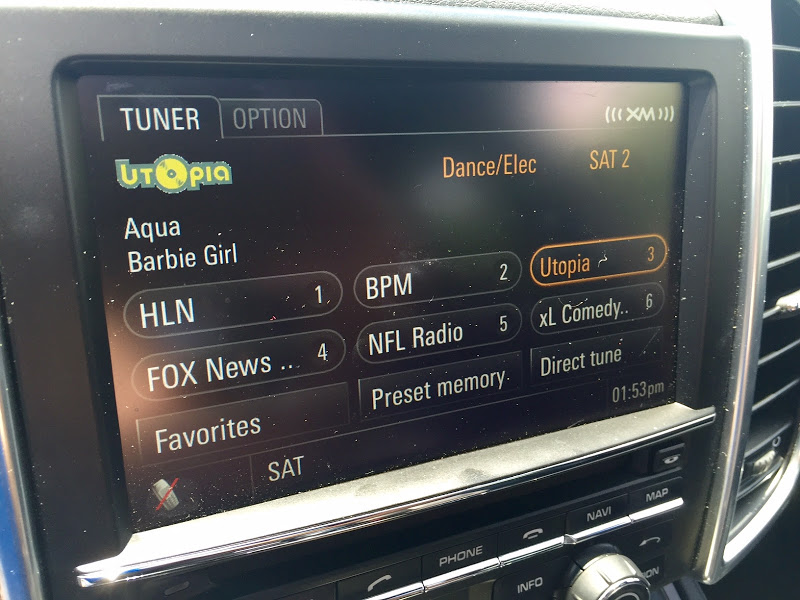 TUNER OPTION XM
UTOPIA Dance/Elec SAT 2
Aqua
Barbie Girl
HLN 1 BPM 2 Utopia 3
FOX News .. 4 NFL Radio 5 xL Comedy.. 6
Favorites Preset memory Direct tune
01:53pm
SAT
PHONE NAVI MAP
INFO